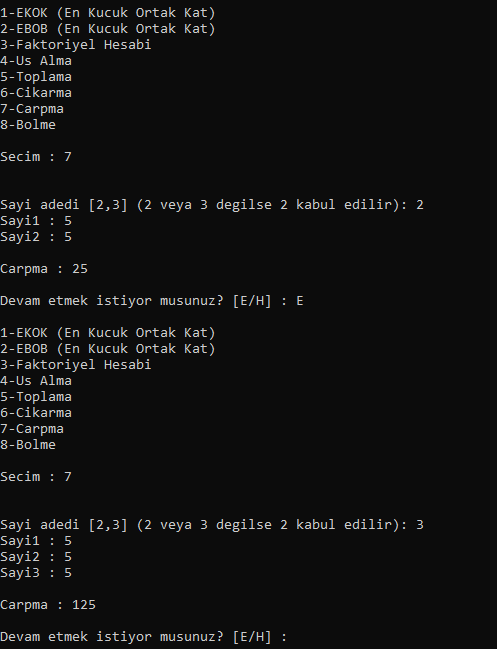 1-EKOK (En Kucuk Ortak Kat)
2-EBOB (En Kucuk Ortak Kat)
3-Faktoriyel Hesabi
4-Us Alma
5-Toplama
6-Cikarma
7-Carpma
8-Bolme
Secim : 7
Sayi adedi [2,3] (2 veya 3 degilse 2 kabul edilir): 2
Sayi1 : 5
Sayi2 : 5
Carpma : 25
Devam etmek istiyor musunuz? [E/H] : E
1-EKOK (En Kucuk Ortak Kat)
2-EBOB (En Kucuk Ortak Kat)
3-Faktoriyel Hesabi
4-Us Alma
5-Toplama
6-Cikarma
7-Carpma
8-Bolme
Secim : 7
Sayi adedi [2,3] (2 veya 3 degilse 2 kabul edilir): 3
Sayi1 : 5
Sayi2 : 5
Sayi3 : 5
Carpma : 125
Devam etmek istiyor musunuz? [E/H] :